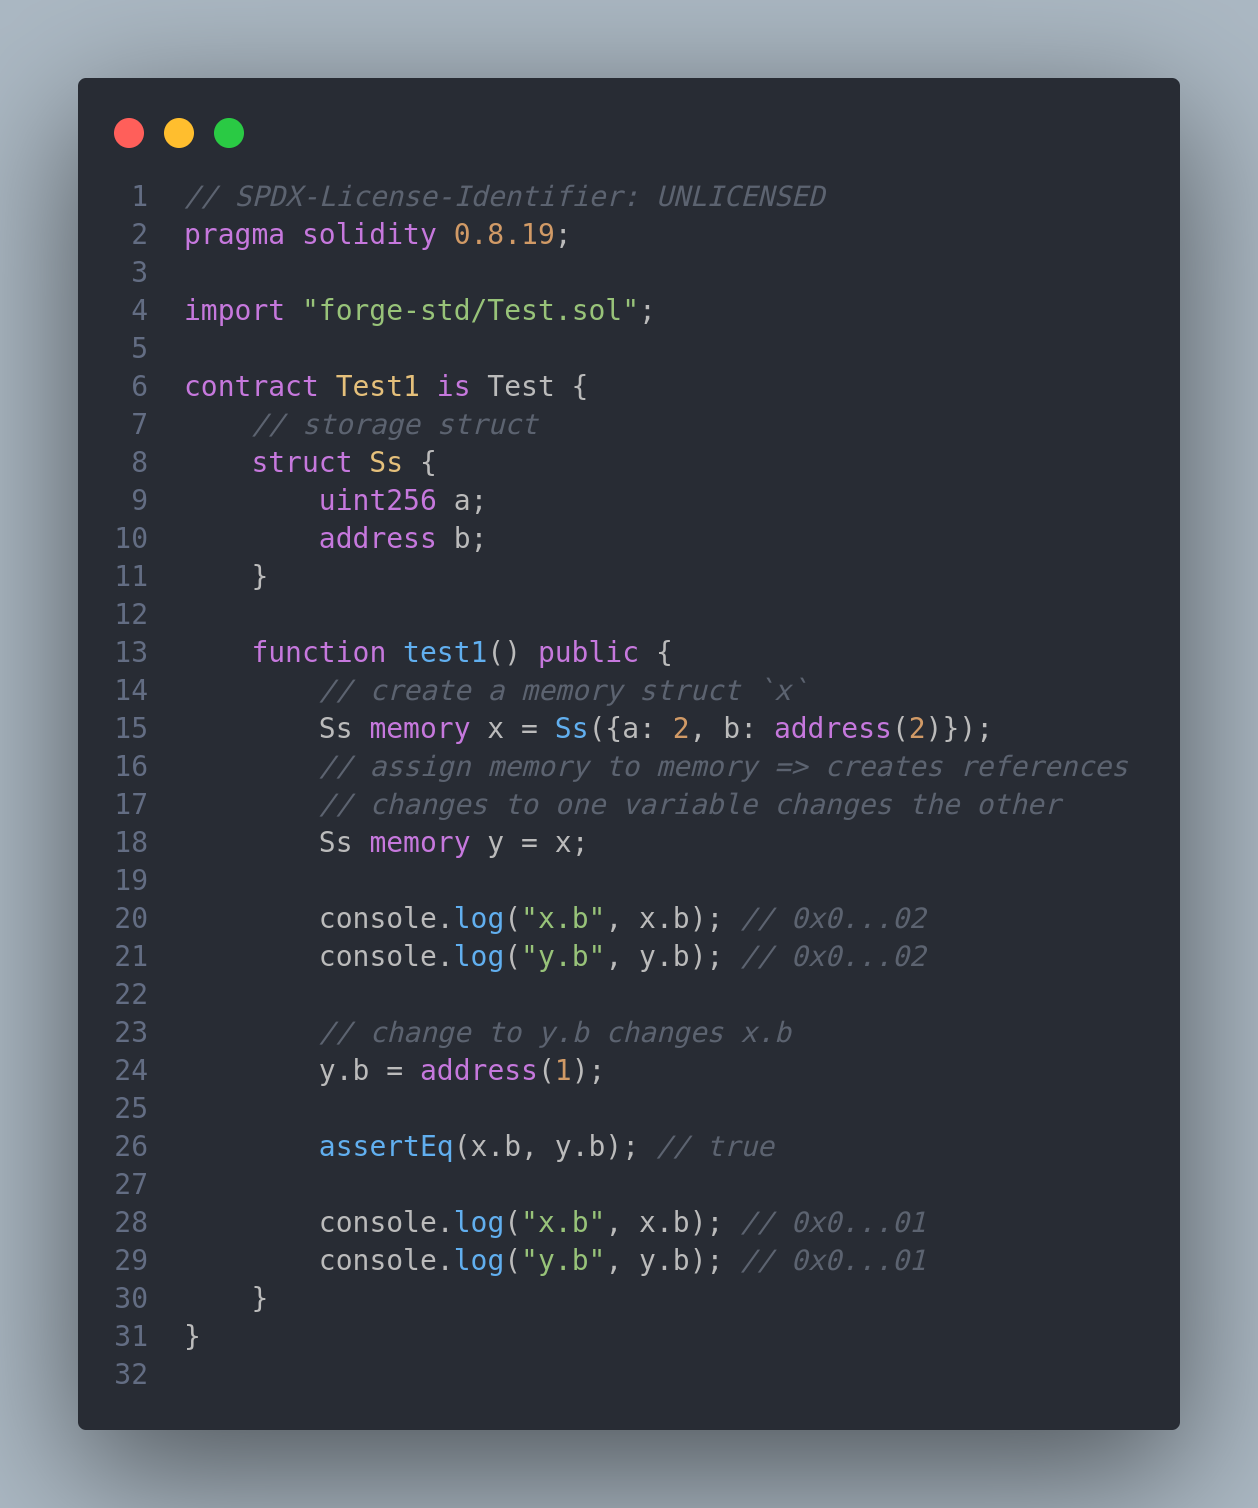 1 // SPDX-License-Identifier: UNLICENSED
2 pragma solidity 0.8.19;
3
4 import "forge-std/Test.sol";
5
6 contract Test1 is Test {
7     // storage struct
8     struct Ss {
9         uint256 a;
10         address b;
11     }
12
13     function test1() public {
14         // create a memory struct `x`
15         Ss memory x = Ss({a: 2, b: address(2)});
16         // assign memory to memory => creates references
17         // changes to one variable changes the other
18         Ss memory y = x;
19
20         console.log("x.b", x.b); // 0x0...02
21         console.log("y.b", y.b); // 0x0...02
22
23         // change to y.b changes x.b
24         y.b = address(1);
25
26         assertEq(x.b, y.b); // true
27
28         console.log("x.b", x.b); // 0x0...01
29         console.log("y.b", y.b); // 0x0...01
30     }
31 }
32